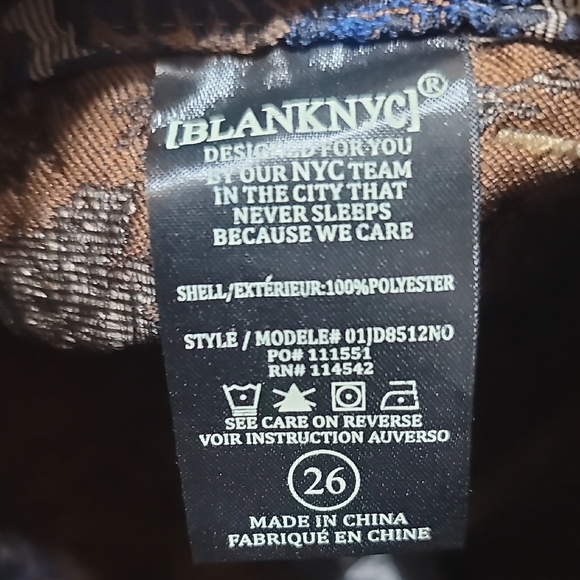 [BLANKNYC]®
DESIGNED FOR YOU
BY OUR NYC TEAM
IN THE CITY THAT
NEVER SLEEPS
BECAUSE WE CARE
SHELL/EXTÉRIEUR:100%POLYESTER
STYLE / MODELE# 01JD8512NO
PO# 111551
RN# 114542
SEE CARE ON REVERSE
VOIR INSTRUCTION AUVERSO
26
MADE IN CHINA
FABRIQUÉ EN CHINE